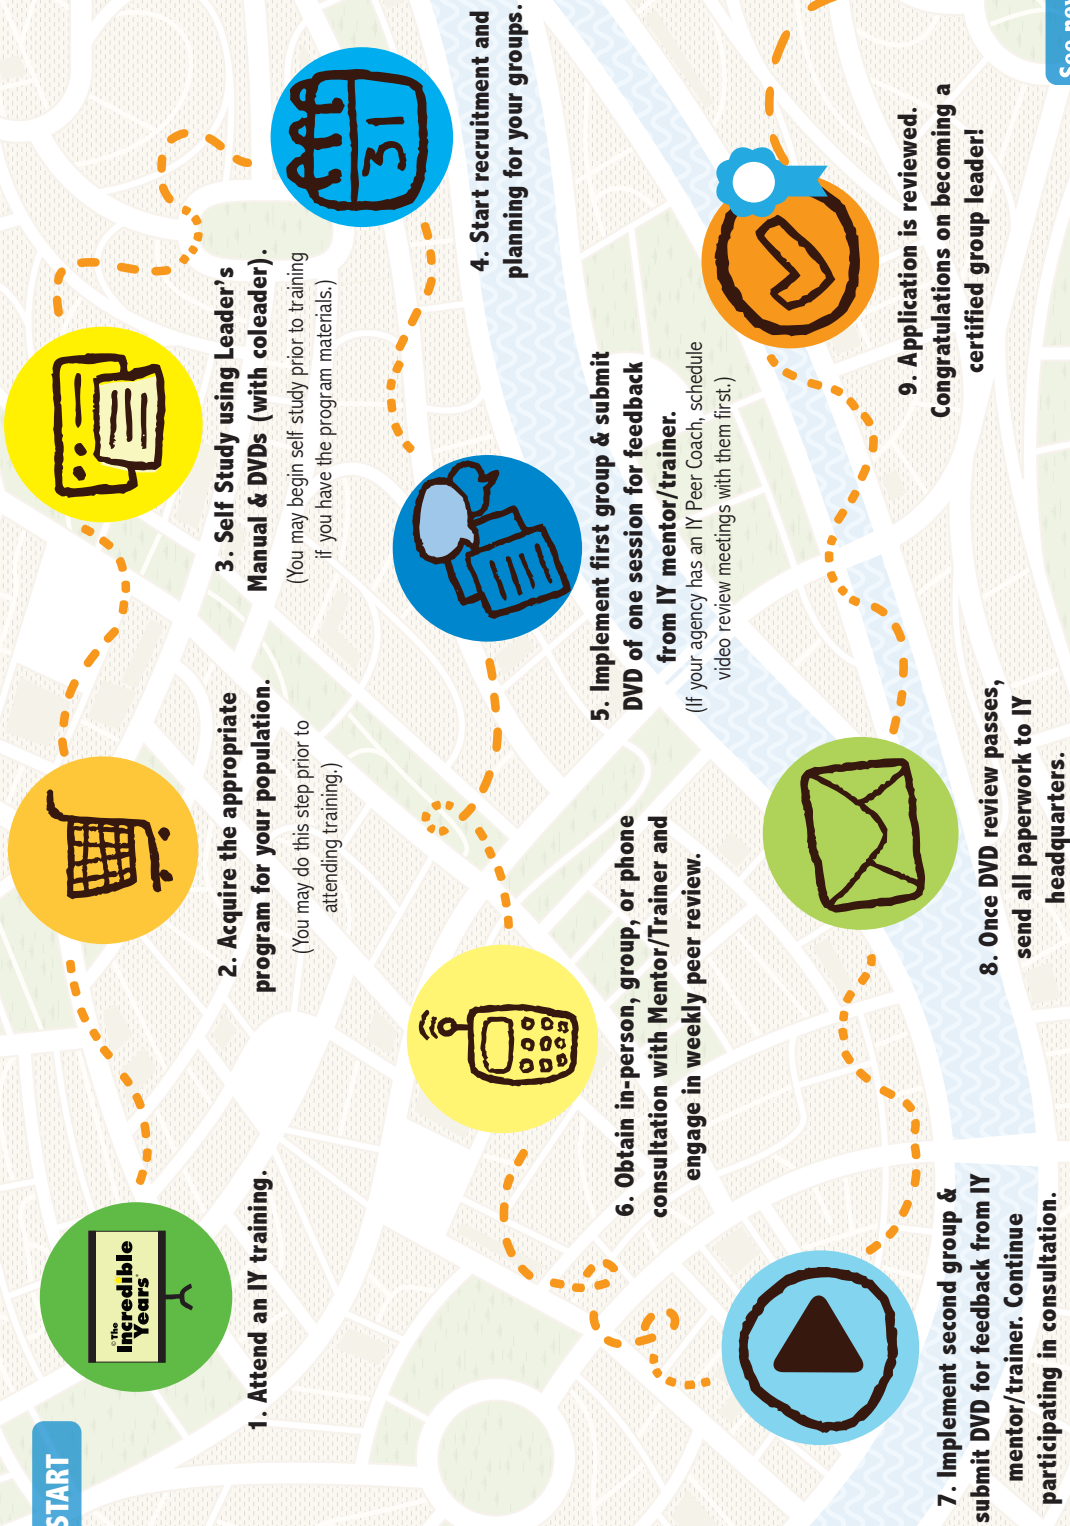 START
© The
Incredible
Years®
1. Attend an IY training.
2. Acquire the appropriate
program for your population.
(You may do this step prior to
attending training.)
3. Self Study using Leader's
Manual & DVDs (with coleader).
(You may begin self study prior to training
if you have the program materials.)
31
4. Start recruitment and
planning for your groups.
5. Implement first group & submit
DVD of one session for feedback
from IY mentor/trainer.
(If your agency has an IY Peer Coach, schedule
video review meetings with them first.)
6. Obtain in-person, group, or phone
consultation with Mentor/Trainer and
engage in weekly peer review.
7. Implement second group &
submit DVD for feedback from IY
mentor/trainer. Continue
participating in consultation.
8. Once DVD review passes,
send all paperwork to IY
headquarters.
9. Application is reviewed.
Congratulations on becoming a
certified group leader!
See